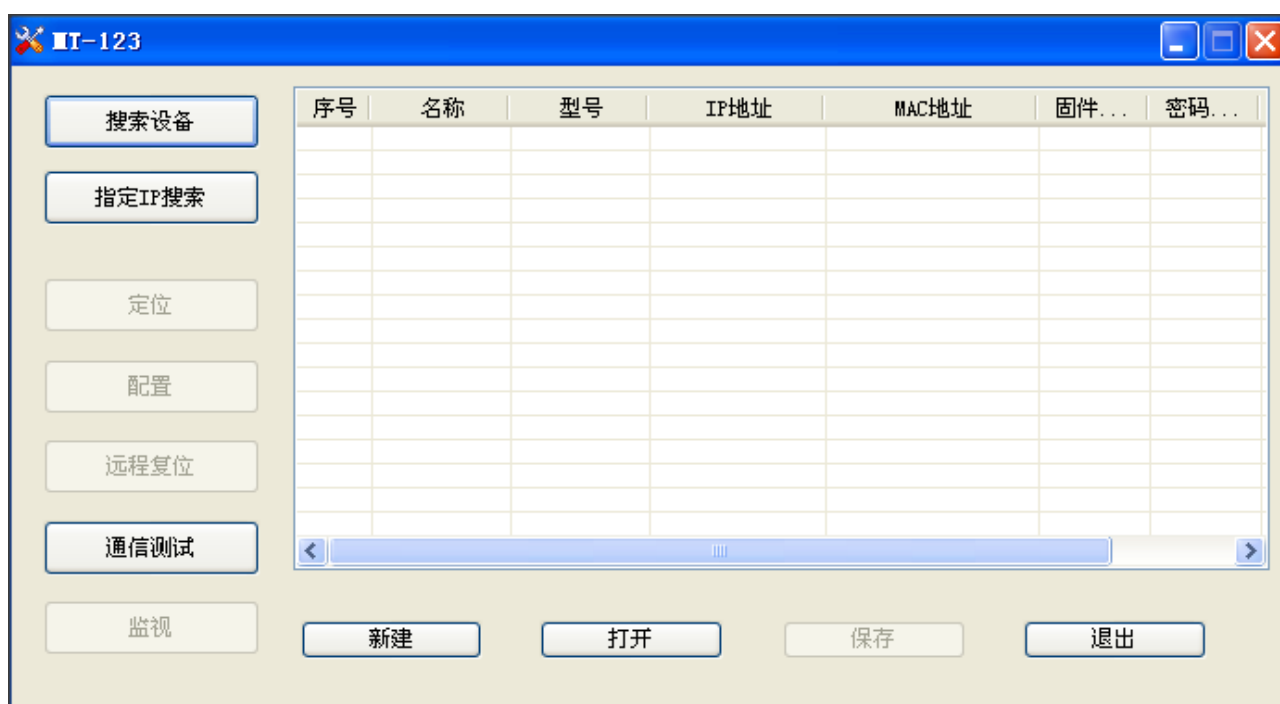 MT-123
搜索设备
指定IP搜索
定位
配置
远程复位
通信测试
监视
序号 名称 型号 IP地址 MAC地址 固件... 密码...
新建 打开 保存 退出